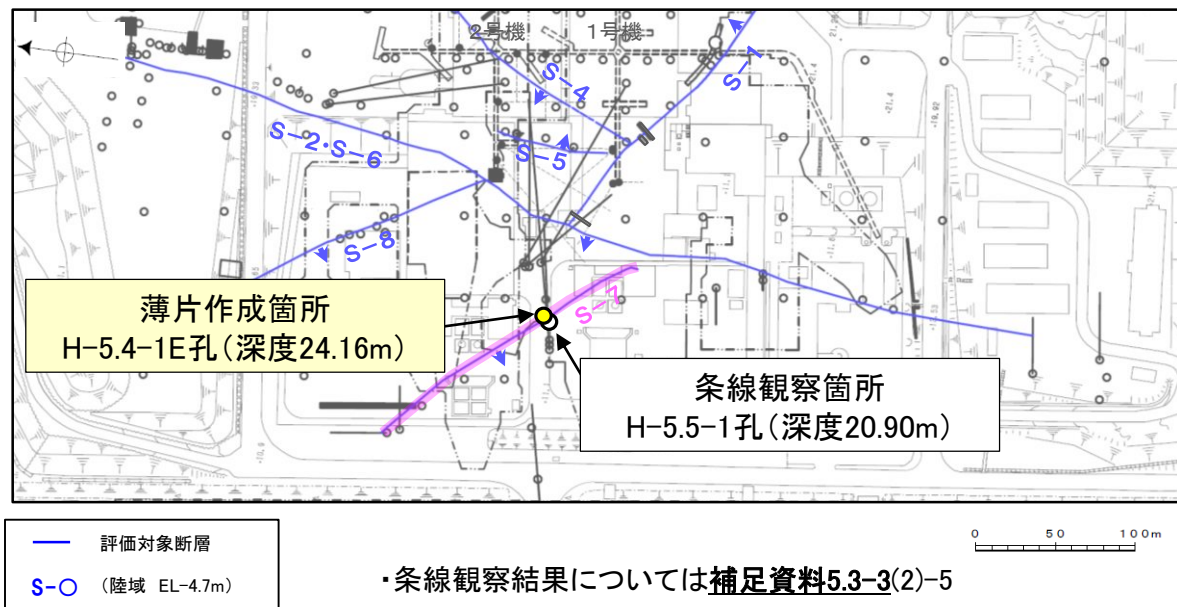 2号機
1号機
S-1
S-4
S-2･S-6
S-5
S-8
S-7
薄片作成箇所
H-5.4-1E孔(深度24.16m)
条線観察箇所
H-5.5-1孔(深度20.90m)
評価対象断層
S-○ (陸域 EL-4.7m)
0 50 100m
・条線観察結果については補足資料5.3-3(2)-5